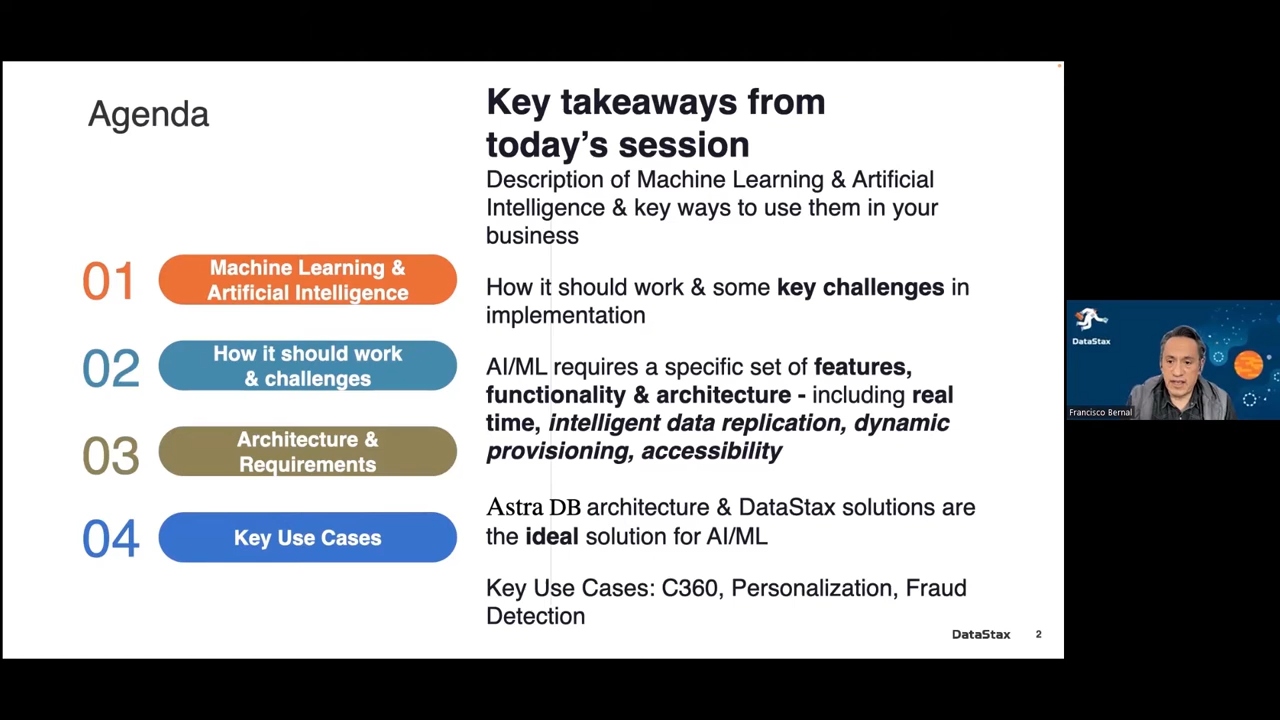 Agenda
01
Machine Learning &
Artificial Intelligence
02
How it should work
& challenges
03
Architecture &
Requirements
04
Key Use Cases
Key takeaways from
today’s session
Description of Machine Learning & Artificial
Intelligence & key ways to use them in your
business
How it should work & some key challenges in
implementation
AI/ML requires a specific set of features,
functionality & architecture - including real
time, intelligent data replication, dynamic
provisioning, accessibility
Astra DB architecture & DataStax solutions are
the ideal solution for AI/ML
Key Use Cases: C360, Personalization, Fraud
Detection
DataStax 2
DataStax
Francisco Bernal